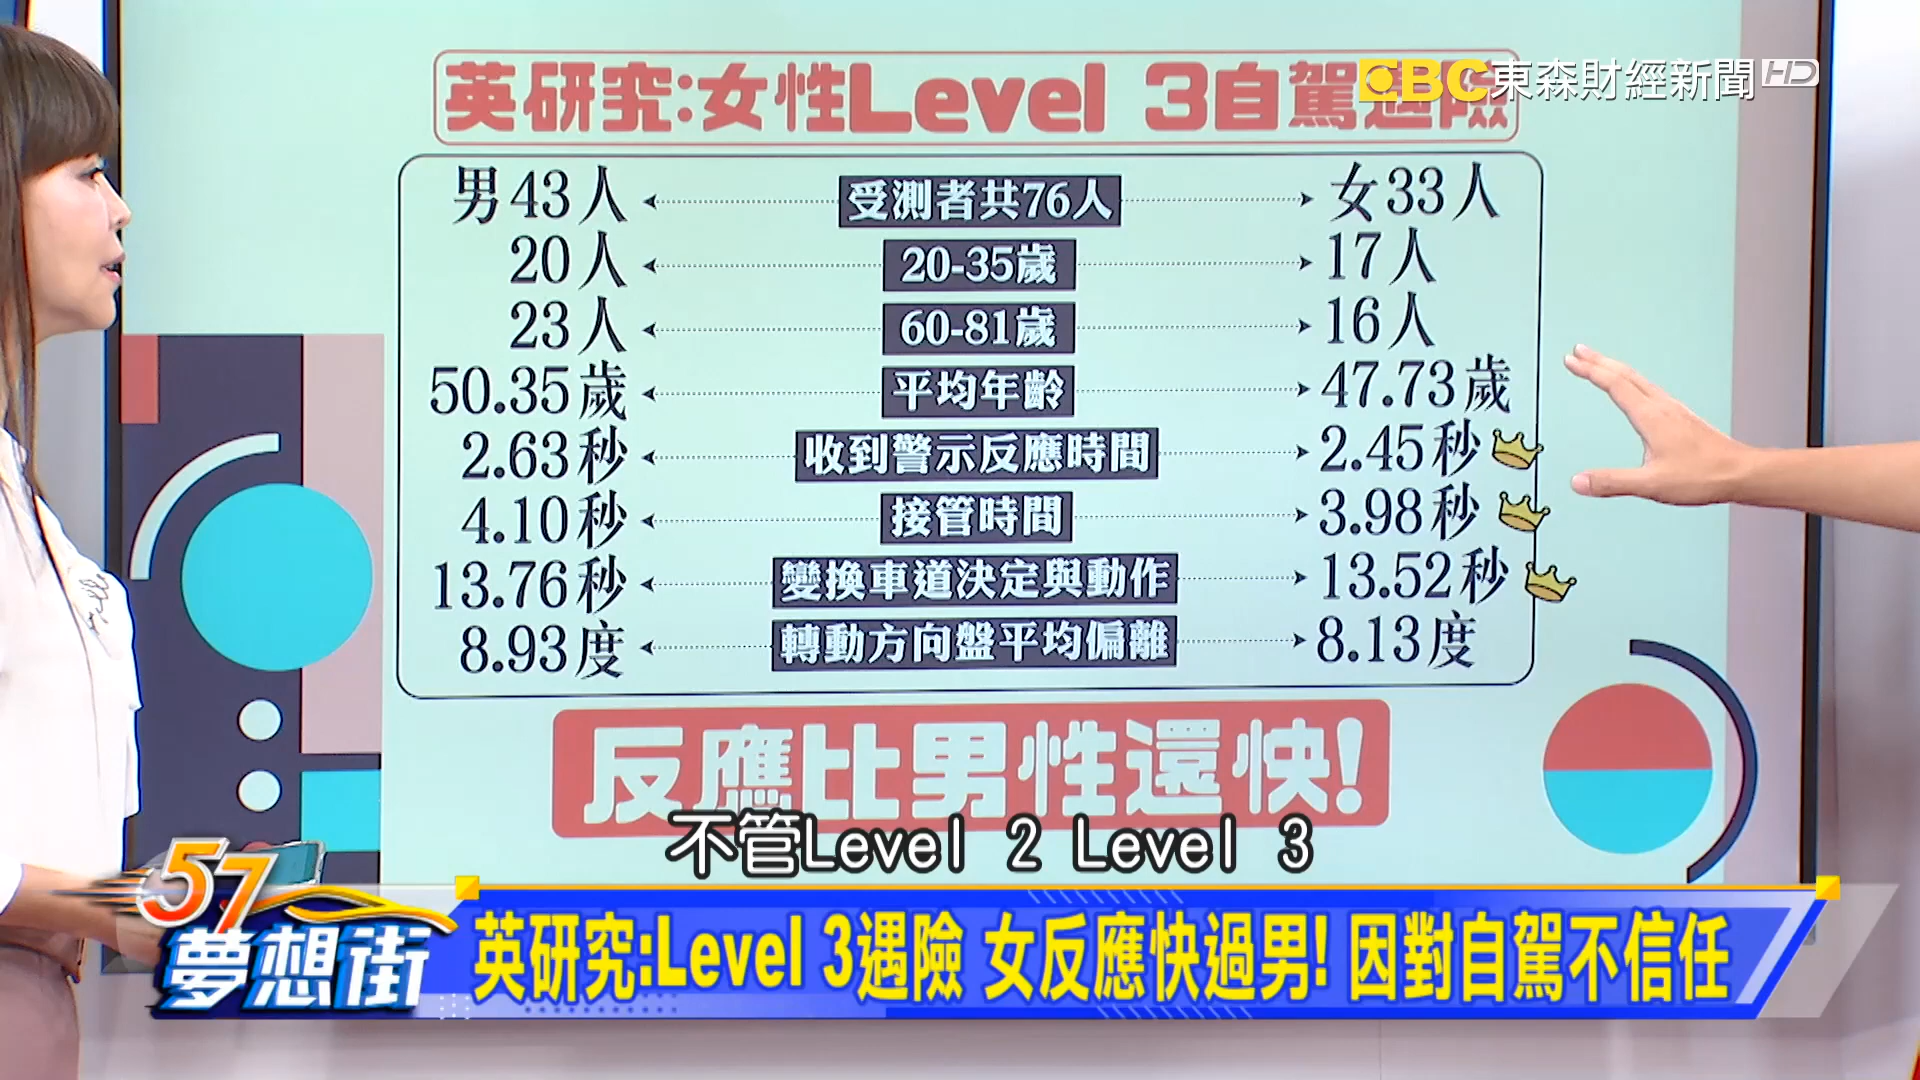 英研究:女性Level 3自駕遇險
EBC東森財經新聞HD
男43人 受測者共76人 女33人
20人 20-35歲 17人
23人 60-81歲 16人
50.35歲 平均年齡 47.73歲
2.63秒 收到警示反應時間 2.45秒
4.10秒 接管時間 3.98秒
13.76秒 變換車道決定與動作 13.52秒
8.93度 轉動方向盤平均偏離 8.13度
反應比男性還快!
不管Level 2 Level 3
57夢想街
英研究:Level 3遇險 女反應快過男! 因對自駕不信任